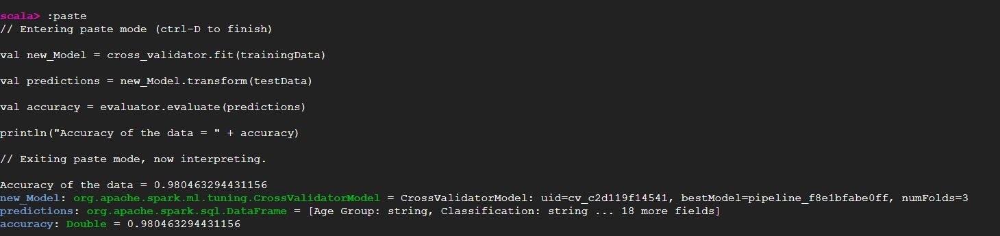 scala> :paste
// Entering paste mode (ctrl-D to finish)
val new_Model = cross_validator.fit(trainingData)
val predictions = new_Model.transform(testData)
val accuracy = evaluator.evaluate(predictions)
println("Accuracy of the data = " + accuracy)
// Exiting paste mode, now interpreting.
Accuracy of the data = 0.980463294431156
new_Model: org.apache.spark.ml.tuning.CrossValidatorModel = CrossValidatorModel: uid=cv_c2d119f14541, bestModel=pipeline_f8e1bfabe0ff, numFolds=3
predictions: org.apache.spark.sql.DataFrame = [Age Group: string, Classification: string ... 18 more fields]
accuracy: Double = 0.980463294431156